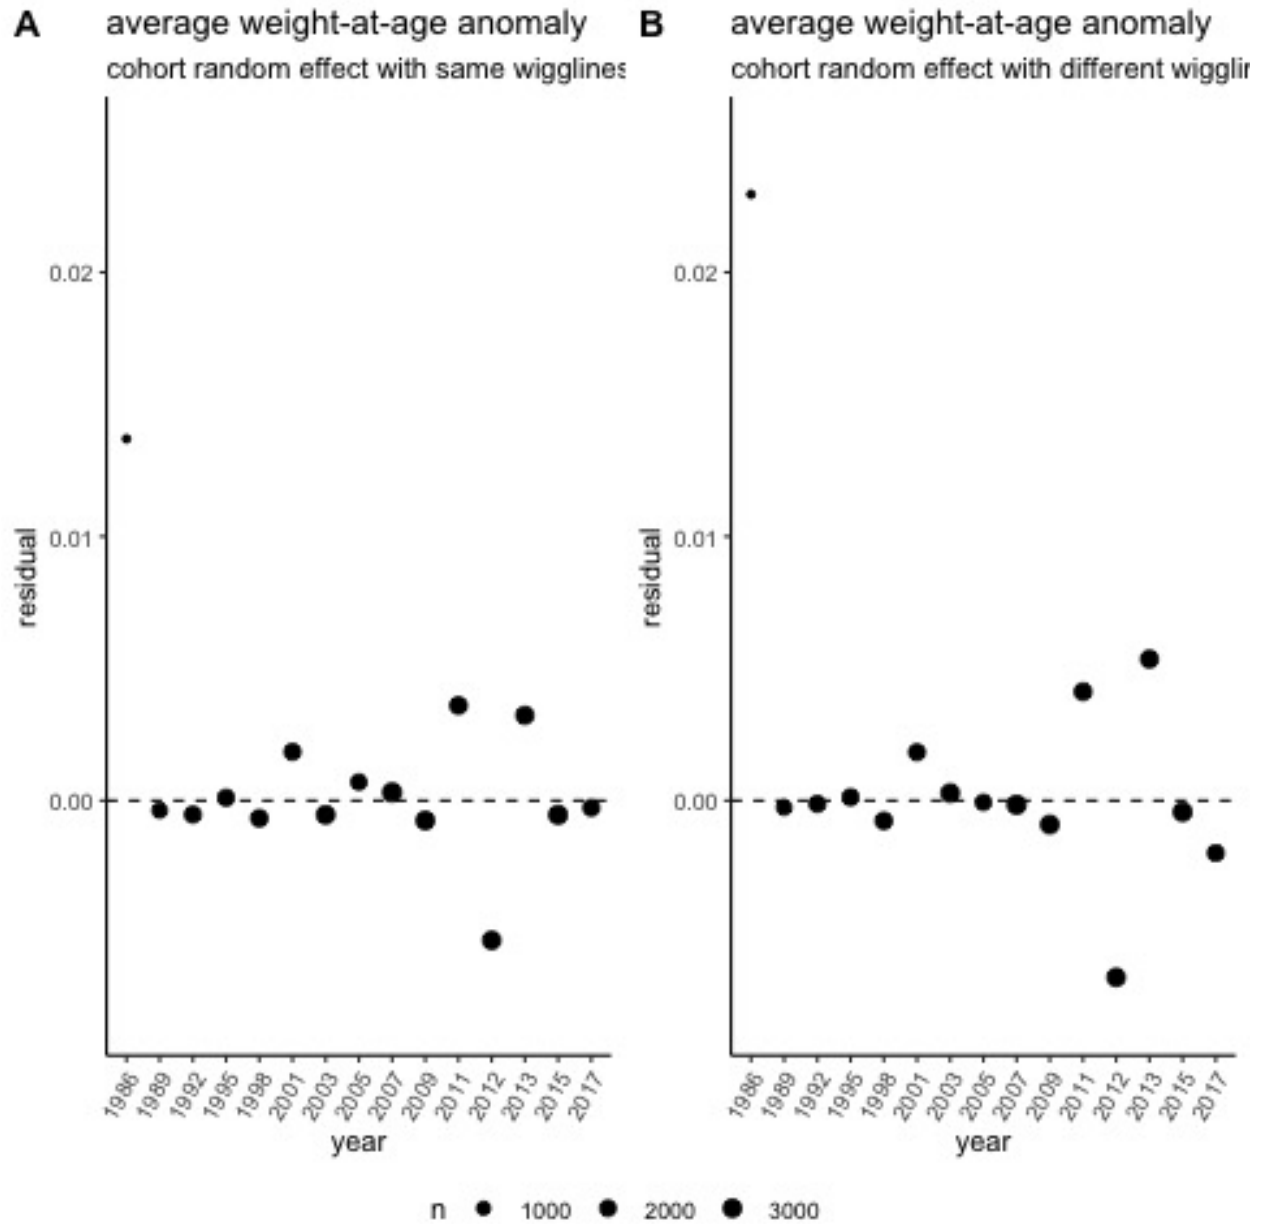 A average weight-at-age anomaly
cohort random effect with same wigglines
0.02
0.01
0.00
residual
1986 1989 1992 1995 1998 2001 2003 2005 2007 2009 2011 2012 2013 2015 2017
year
B average weight-at-age anomaly
cohort random effect with different wigglin
0.02
0.01
0.00
residual
1986 1989 1992 1995 1998 2001 2003 2005 2007 2009 2011 2012 2013 2015 2017
year
n 1000 2000 3000